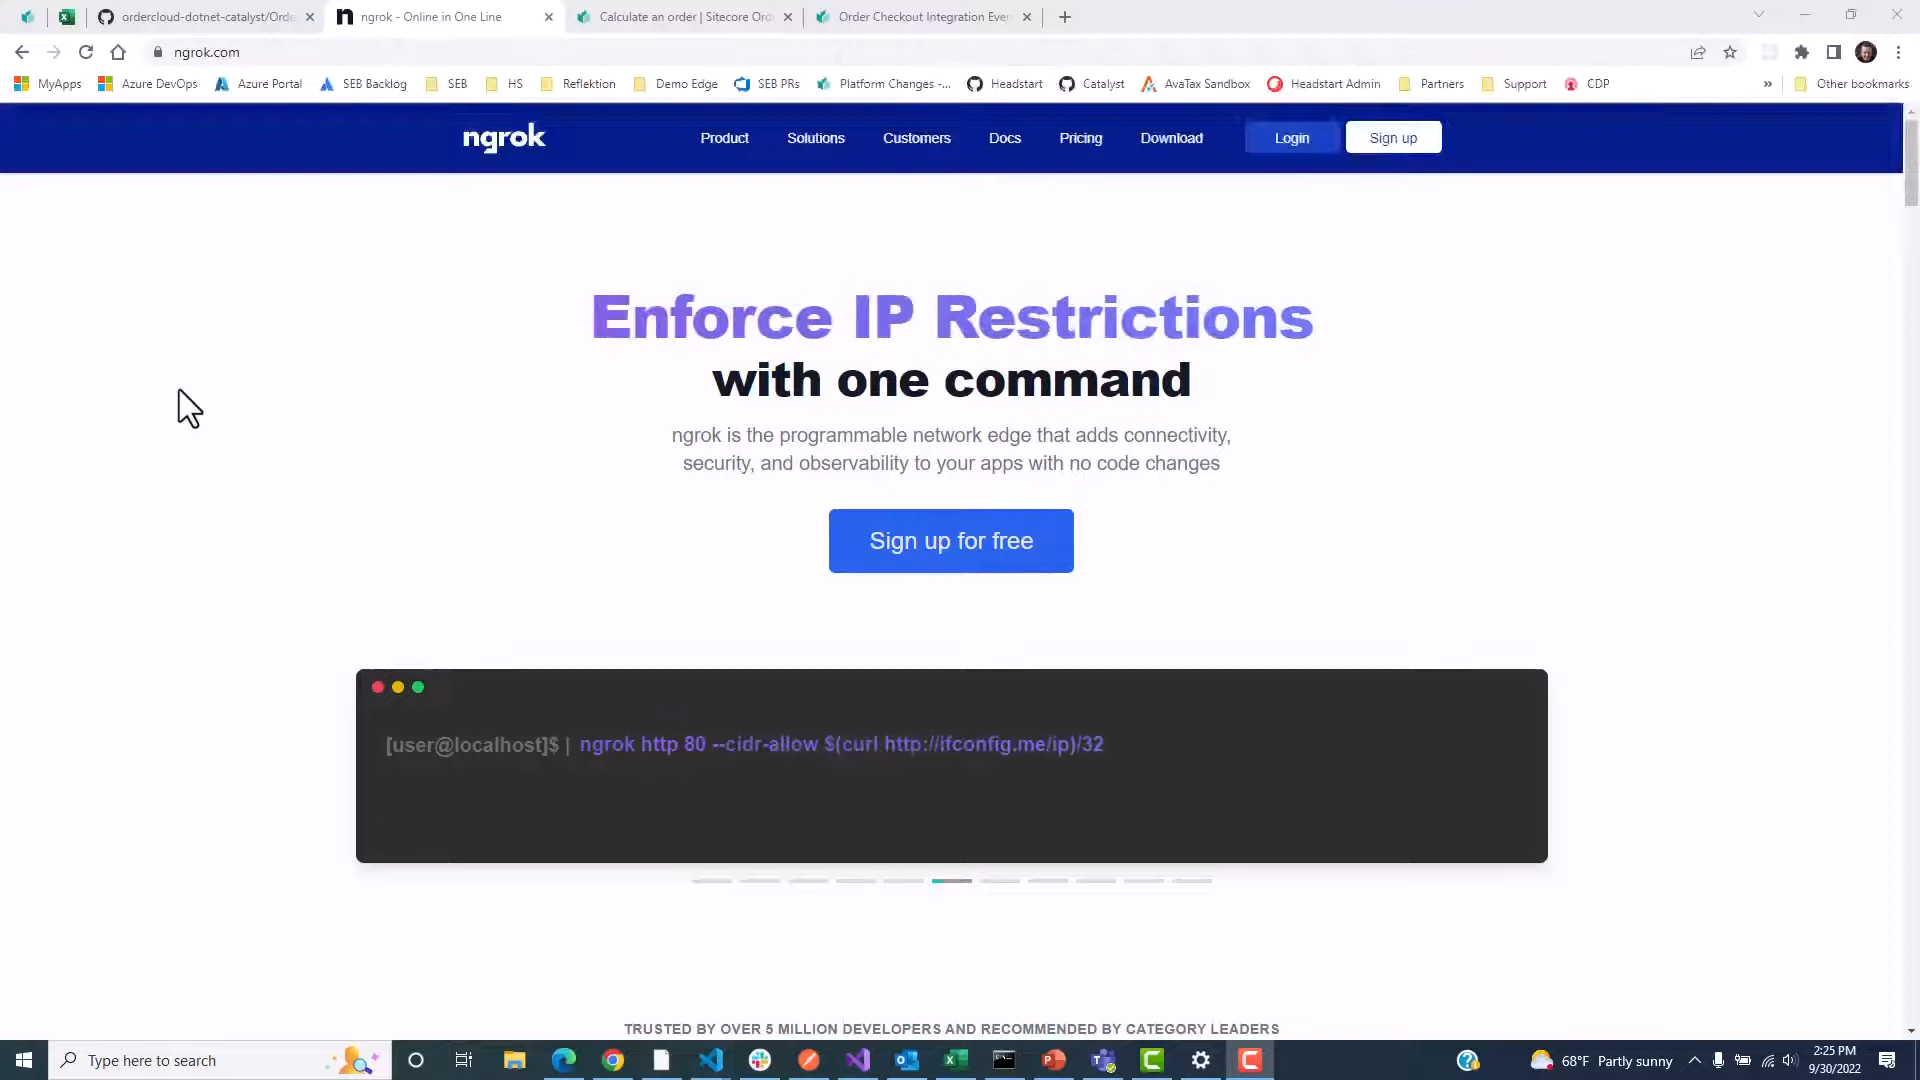 ordercloud-dotnet-catalyst/Orde
ngrok - Online in One Line
Calculate an order | Sitecore Ord
Order Checkout Integration Even
ngrok.com
MyApps
Azure DevOps
Azure Portal
SEB Backlog
SEB
HS
Reflektion
Demo Edge
SEB PRs
Platform Changes -...
Headstart
Catalyst
AvaTax Sandbox
Headstart Admin
Partners
Support
CDP
»
Other bookmarks
ngrok
Product
Solutions
Customers
Docs
Pricing
Download
Login
Sign up
Enforce IP Restrictions
with one command
ngrok is the programmable network edge that adds connectivity,
security, and observability to your apps with no code changes
Sign up for free
[user@localhost]$ | ngrok http 80 --cidr-allow $(curl http://ifconfig.me/ip)/32
TRUSTED BY OVER 5 MILLION DEVELOPERS AND RECOMMENDED BY CATEGORY LEADERS
Type here to search
68°F Partly sunny
2:25 PM
9/30/2022